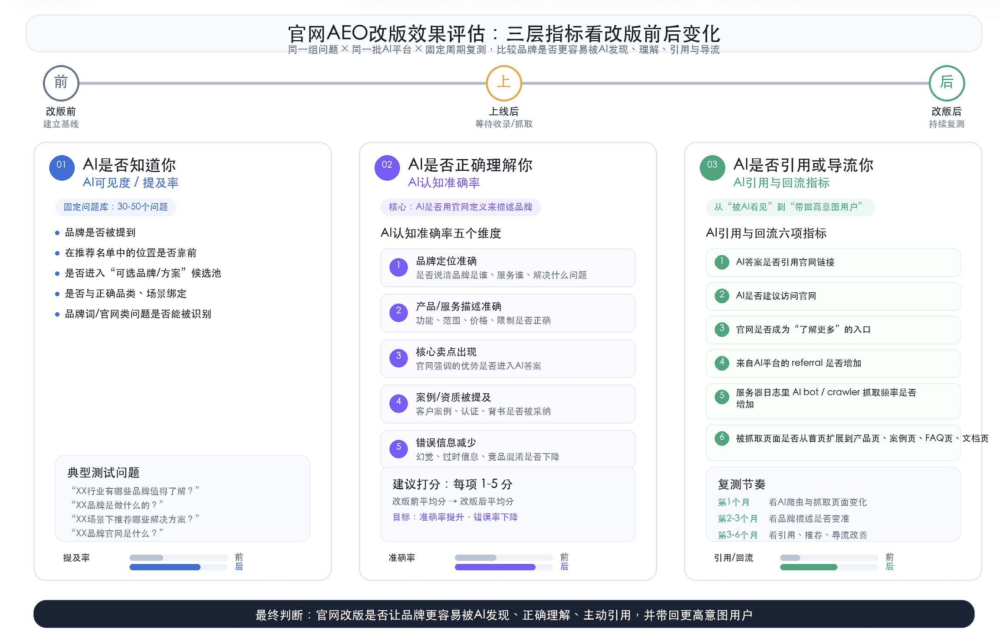 官网AEO改版效果评估：三层指标看改版前后变化
同一组问题 × 同一批AI平台 × 固定周期复测，比较品牌是否更容易被AI发现、理解、引用与导流
前
改版前
建立基线
上
上线后
等待收录/抓取
后
改版后
持续复测
01
AI是否知道你
AI可见度 / 提及率
固定问题库：30-50个问题
品牌是否被提到
在推荐名单中的位置是否靠前
是否进入“可选品牌/方案”候选池
是否与正确品类、场景绑定
品牌词/官网类问题是否能被识别
典型测试问题
“XX行业有哪些品牌值得了解？”
“XX品牌是做什么的？”
“XX场景下推荐哪些解决方案？”
“XX品牌官网是什么？”
提及率
前
后
02
AI是否正确理解你
AI认知准确率
核心：AI是否用官网定义来描述品牌
AI认知准确率五个维度
1
品牌定位准确
是否说清品牌是谁、服务谁、解决什么问题
2
产品/服务描述准确
功能、范围、价格、限制是否正确
3
核心卖点出现
官网强调的优势是否进入AI答案
4
案例/资质被提及
客户案例、认证、背书是否被采纳
5
错误信息减少
幻觉、过时信息、竞品混淆是否下降
建议打分：每项 1-5 分
改版前平均分 → 改版后平均分
目标：准确率提升，错误率下降
准确率
前
后
03
AI是否引用或导流你
AI引用与回流指标
从“被AI看见”到“带回高意图用户”
AI引用与回流六项指标
1
AI答案是否引用官网链接
2
AI是否建议访问官网
3
官网是否成为“了解更多”的入口
4
来自AI平台的 referral 是否增加
5
服务器日志里 AI bot / crawler 抓取频率是否
增加
6
被抓取页面是否从首页扩展到产品页、案例页、FAQ页、文档页
复测节奏
第1个月 看AI爬虫与抓取页面变化
第2-3个月 看品牌描述是否变准
第3-6个月 看引用、推荐、导流改善
引用/回流
前
后
最终判断：官网改版是否让品牌更容易被AI发现、正确理解、主动引用，并带回更高意图用户